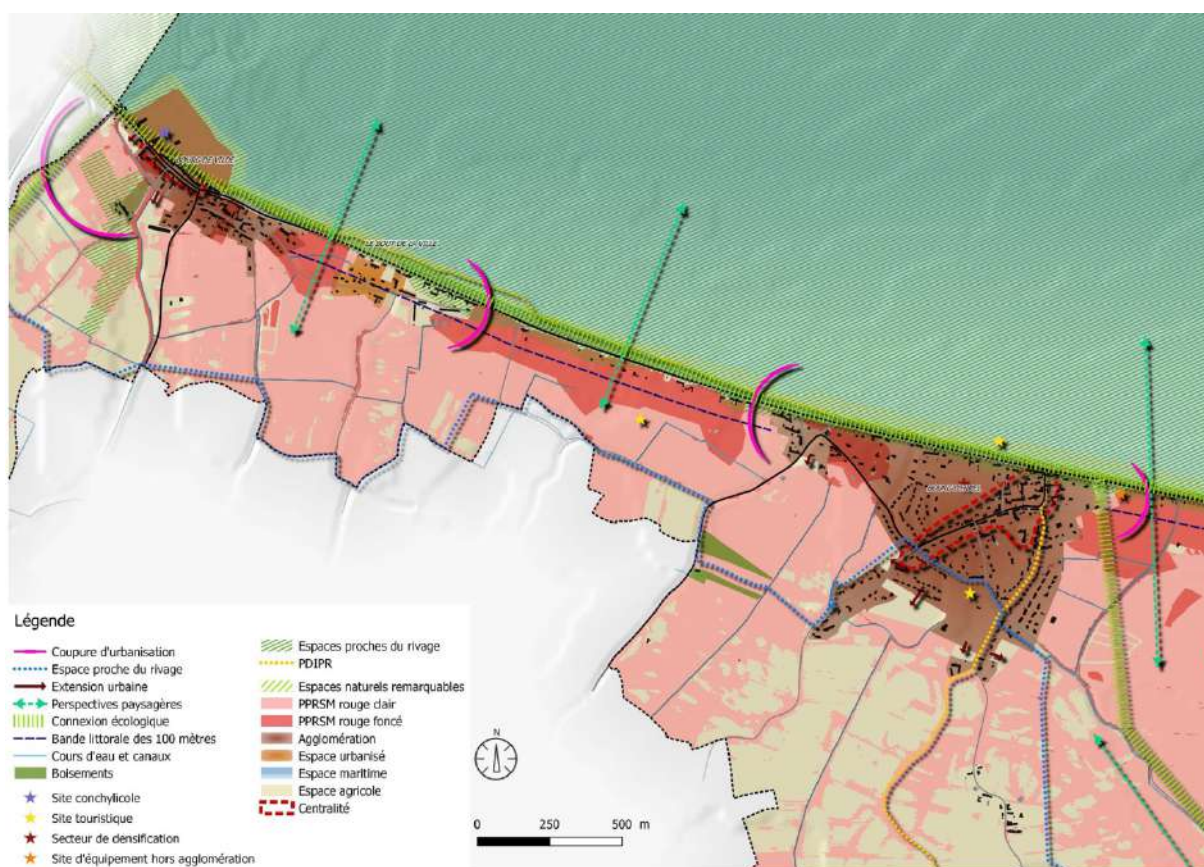 LE BOUT DE LA VILLE
N
0 250 500 m
Légende
Coupure d'urbanisation
Espace proche du rivage
Extension urbaine
Perspectives paysagères
Connexion écologique
Bande littorale des 100 mètres
Cours d'eau et canaux
Boisements
Site conchylicole
Site touristique
Secteur de densification
Site d'équipement hors agglomération
Espaces proches du rivage
PDIPR
Espaces naturels remarquables
PPRSM rouge clair
PPRSM rouge foncé
Agglomération
Espace urbanisé
Espace maritime
Espace agricole
Centralité